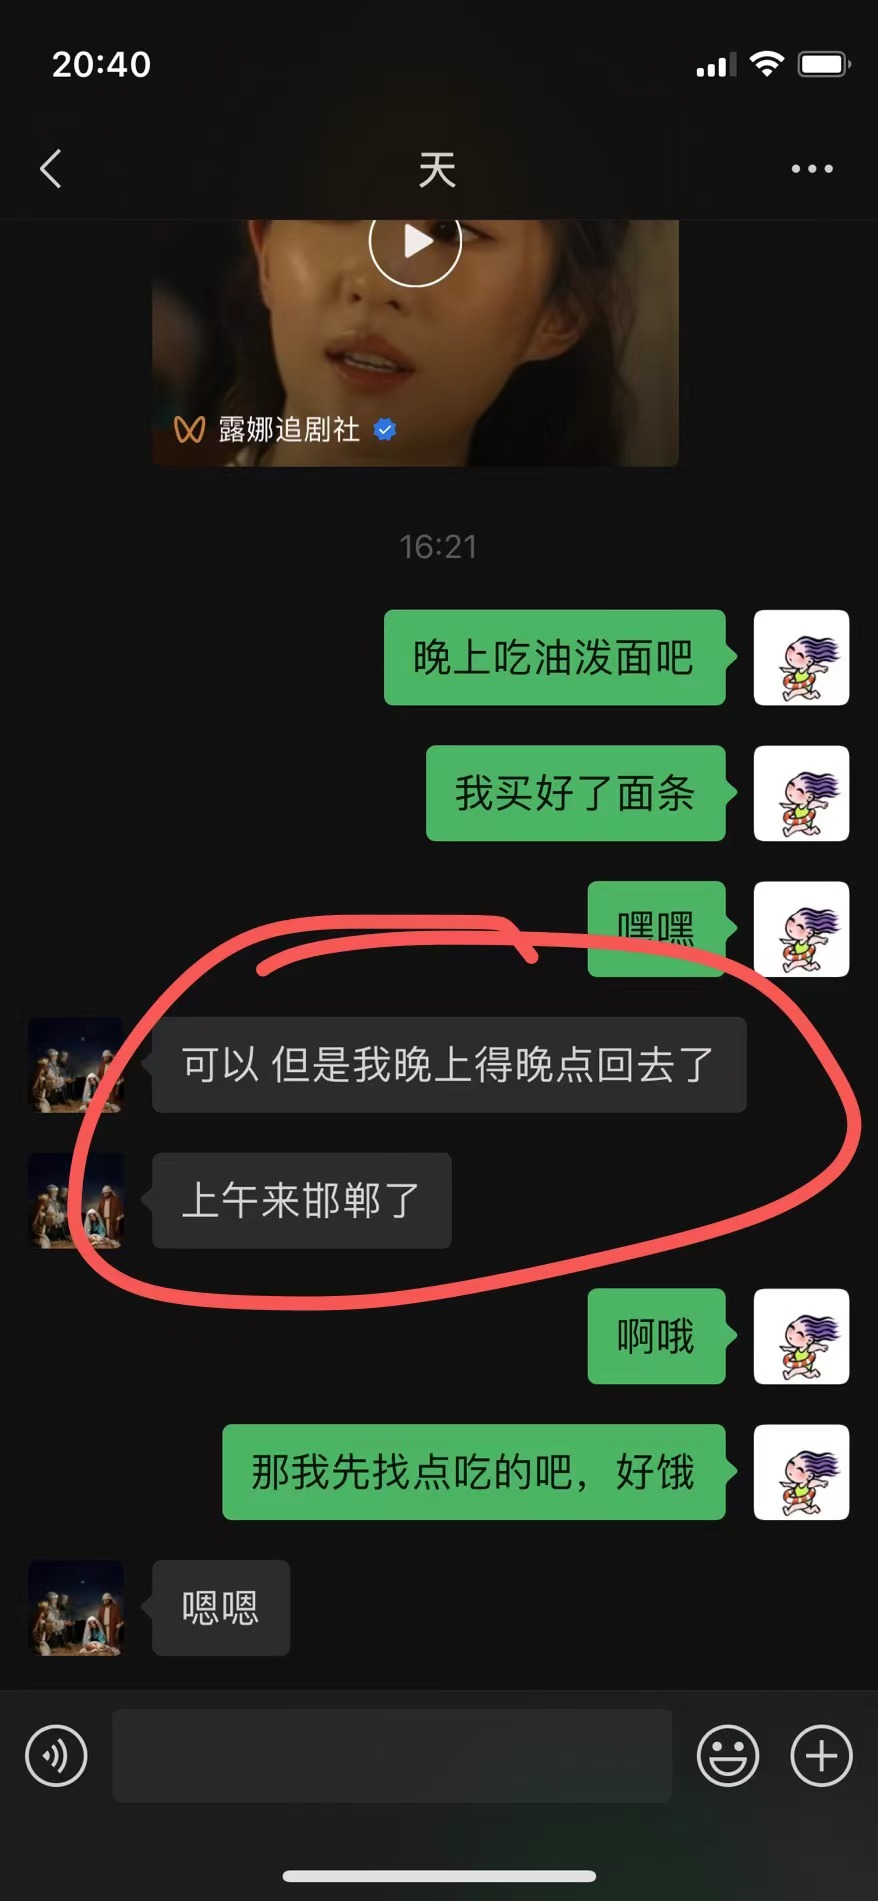 20:40
天
露娜追剧社
16:21
晚上吃油泼面吧
我买好了面条
嘿嘿
可以 但是我晚上得晚点回去了
上午来邯郸了
啊哦
那我先找点吃的吧，好饿
嗯嗯